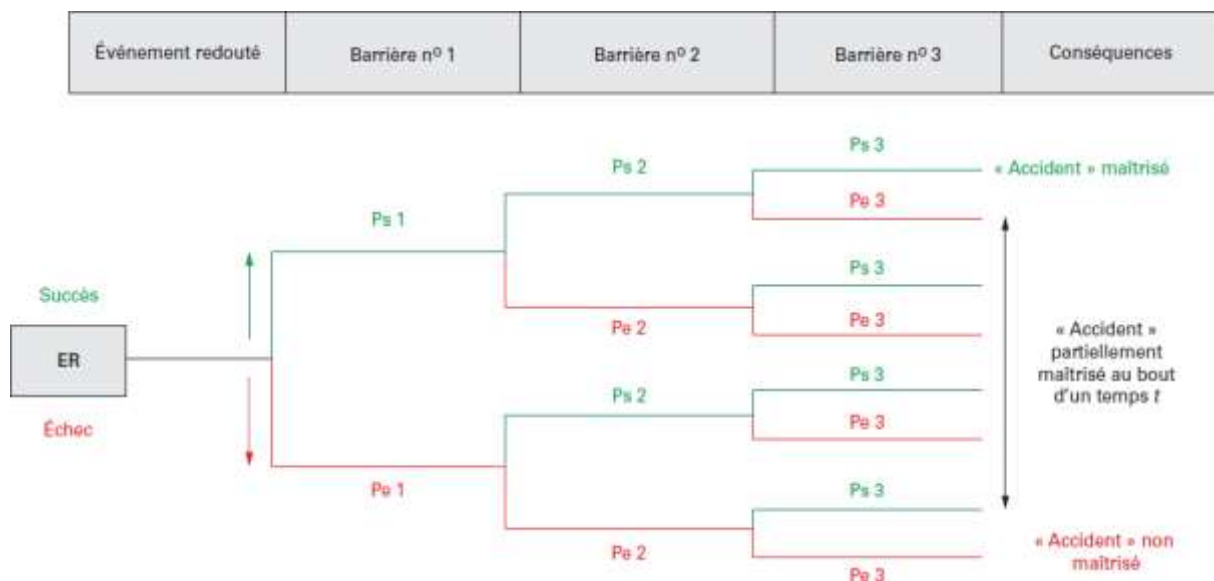 Événement redouté
Barrière nº 1
Barrière nº 2
Barrière nº 3
Conséquences
Ps 3
Ps 2
« Accident » maîtrisé
Pe 3
Ps 1
Ps 3
Succès
Pe 2
Pe 3
ER
« Accident »
partiellement
maîtrisé au bout
d'un temps t
Ps 3
Ps 2
Pe 3
Échec
Pe 1
Ps 3
Pe 2
« Accident » non
maîtrisé
Pe 3